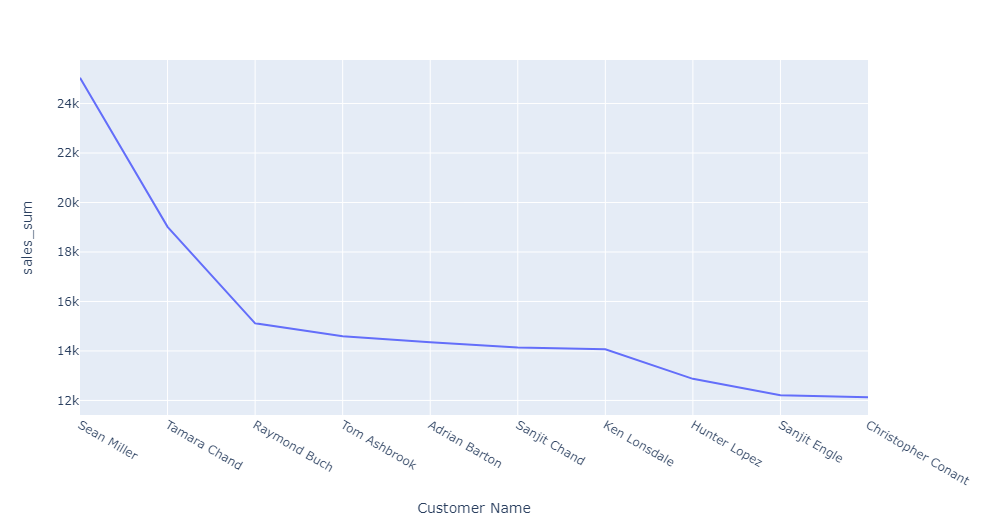 24k
22k
20k
18k
16k
14k
12k
sales_sum
Sean Miller
Tamara Chand
Raymond Buch
Tom Ashbrook
Adrian Barton
Sanjit Chand
Ken Lonsdale
Hunter Lopez
Sanjit Engle
Christopher Conant
Customer Name